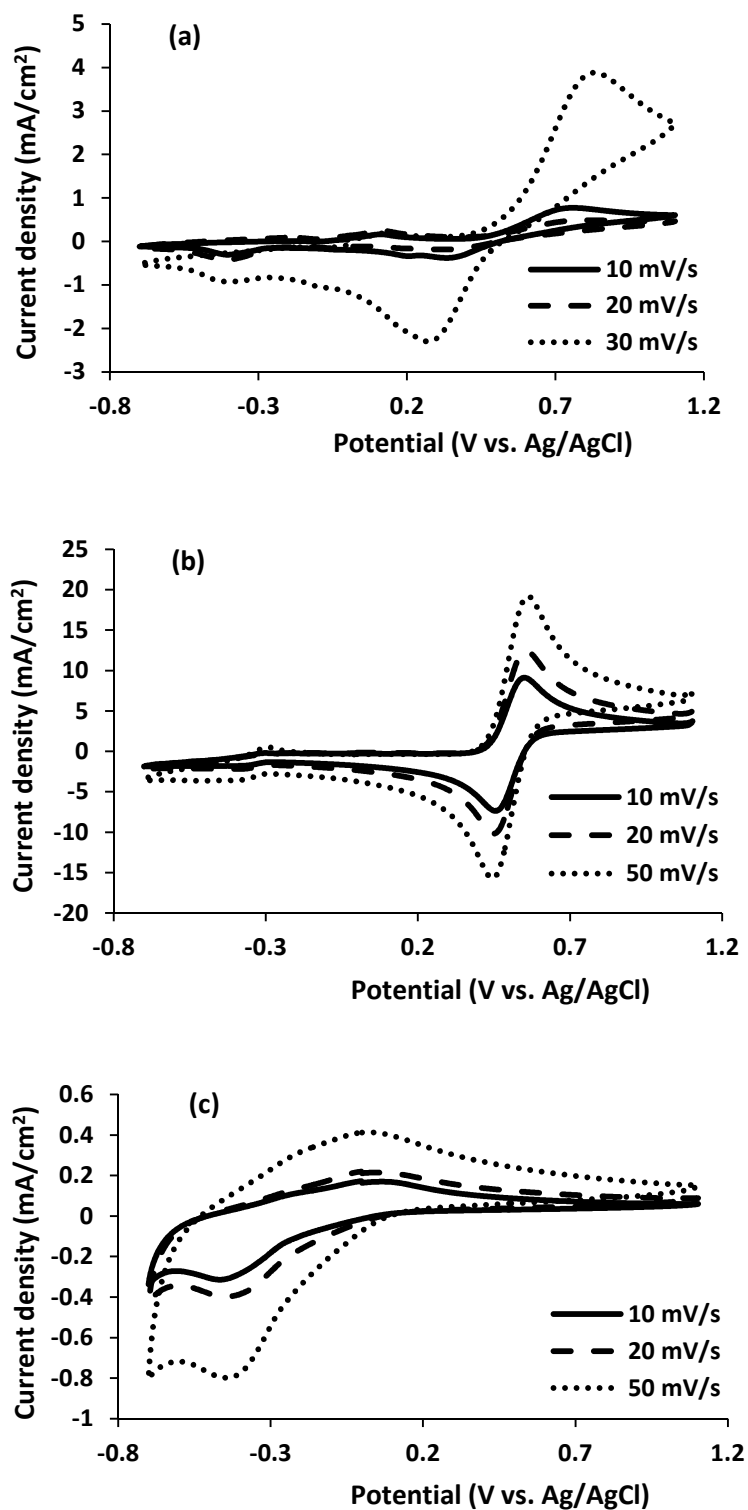 (a)
5
4
3
2
1
0
-1
-2
-3
Current density (mA/cm²)
10 mV/s
20 mV/s
30 mV/s
-0.8 -0.3 0.2 0.7 1.2
Potential (V vs. Ag/AgCl)
(b)
25
20
15
10
5
0
-5
-10
-15
-20
Current density (mA/cm²)
10 mV/s
20 mV/s
50 mV/s
-0.8 -0.3 0.2 0.7 1.2
Potential (V vs. Ag/AgCl)
(c)
0.6
0.4
0.2
0
-0.2
-0.4
-0.6
-0.8
-1
Current density (mA/cm²)
10 mV/s
20 mV/s
50 mV/s
-0.8 -0.3 0.2 0.7 1.2
Potential (V vs. Ag/AgCl)